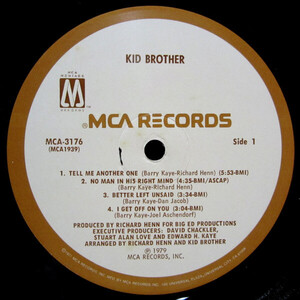 KID BROTHER
MCA
MONTAGE
M
RECORDS
MCA RECORDS
MCA-3176
(MCA1939)
Side 1
1. TELL ME ANOTHER ONE (Barry Kaye-Richard Henn) (5:53-BMI)
2. NO MAN IN HIS RIGHT MIND (4:35-BMI/ASCAP)
(Barry Kaye-Richard Henn)
3. BETTER LEFT UNSAID (3:34-BMI)
(Barry Kaye-Dan Jacob)
4. I GET OFF ON YOU (3:04-BMI)
(Barry Kaye-Joel Aschendorf)
PRODUCED BY RICHARD HENN FOR BIG ED PRODUCTIONS
EXECUTIVE PRODUCERS: DAVID CHACKLER,
STUART ALAN LOVE AND EDWARD H. KAYE
ARRANGED BY RICHARD HENN AND KID BROTHER
℗ 1979
MCA RECORDS, INC.